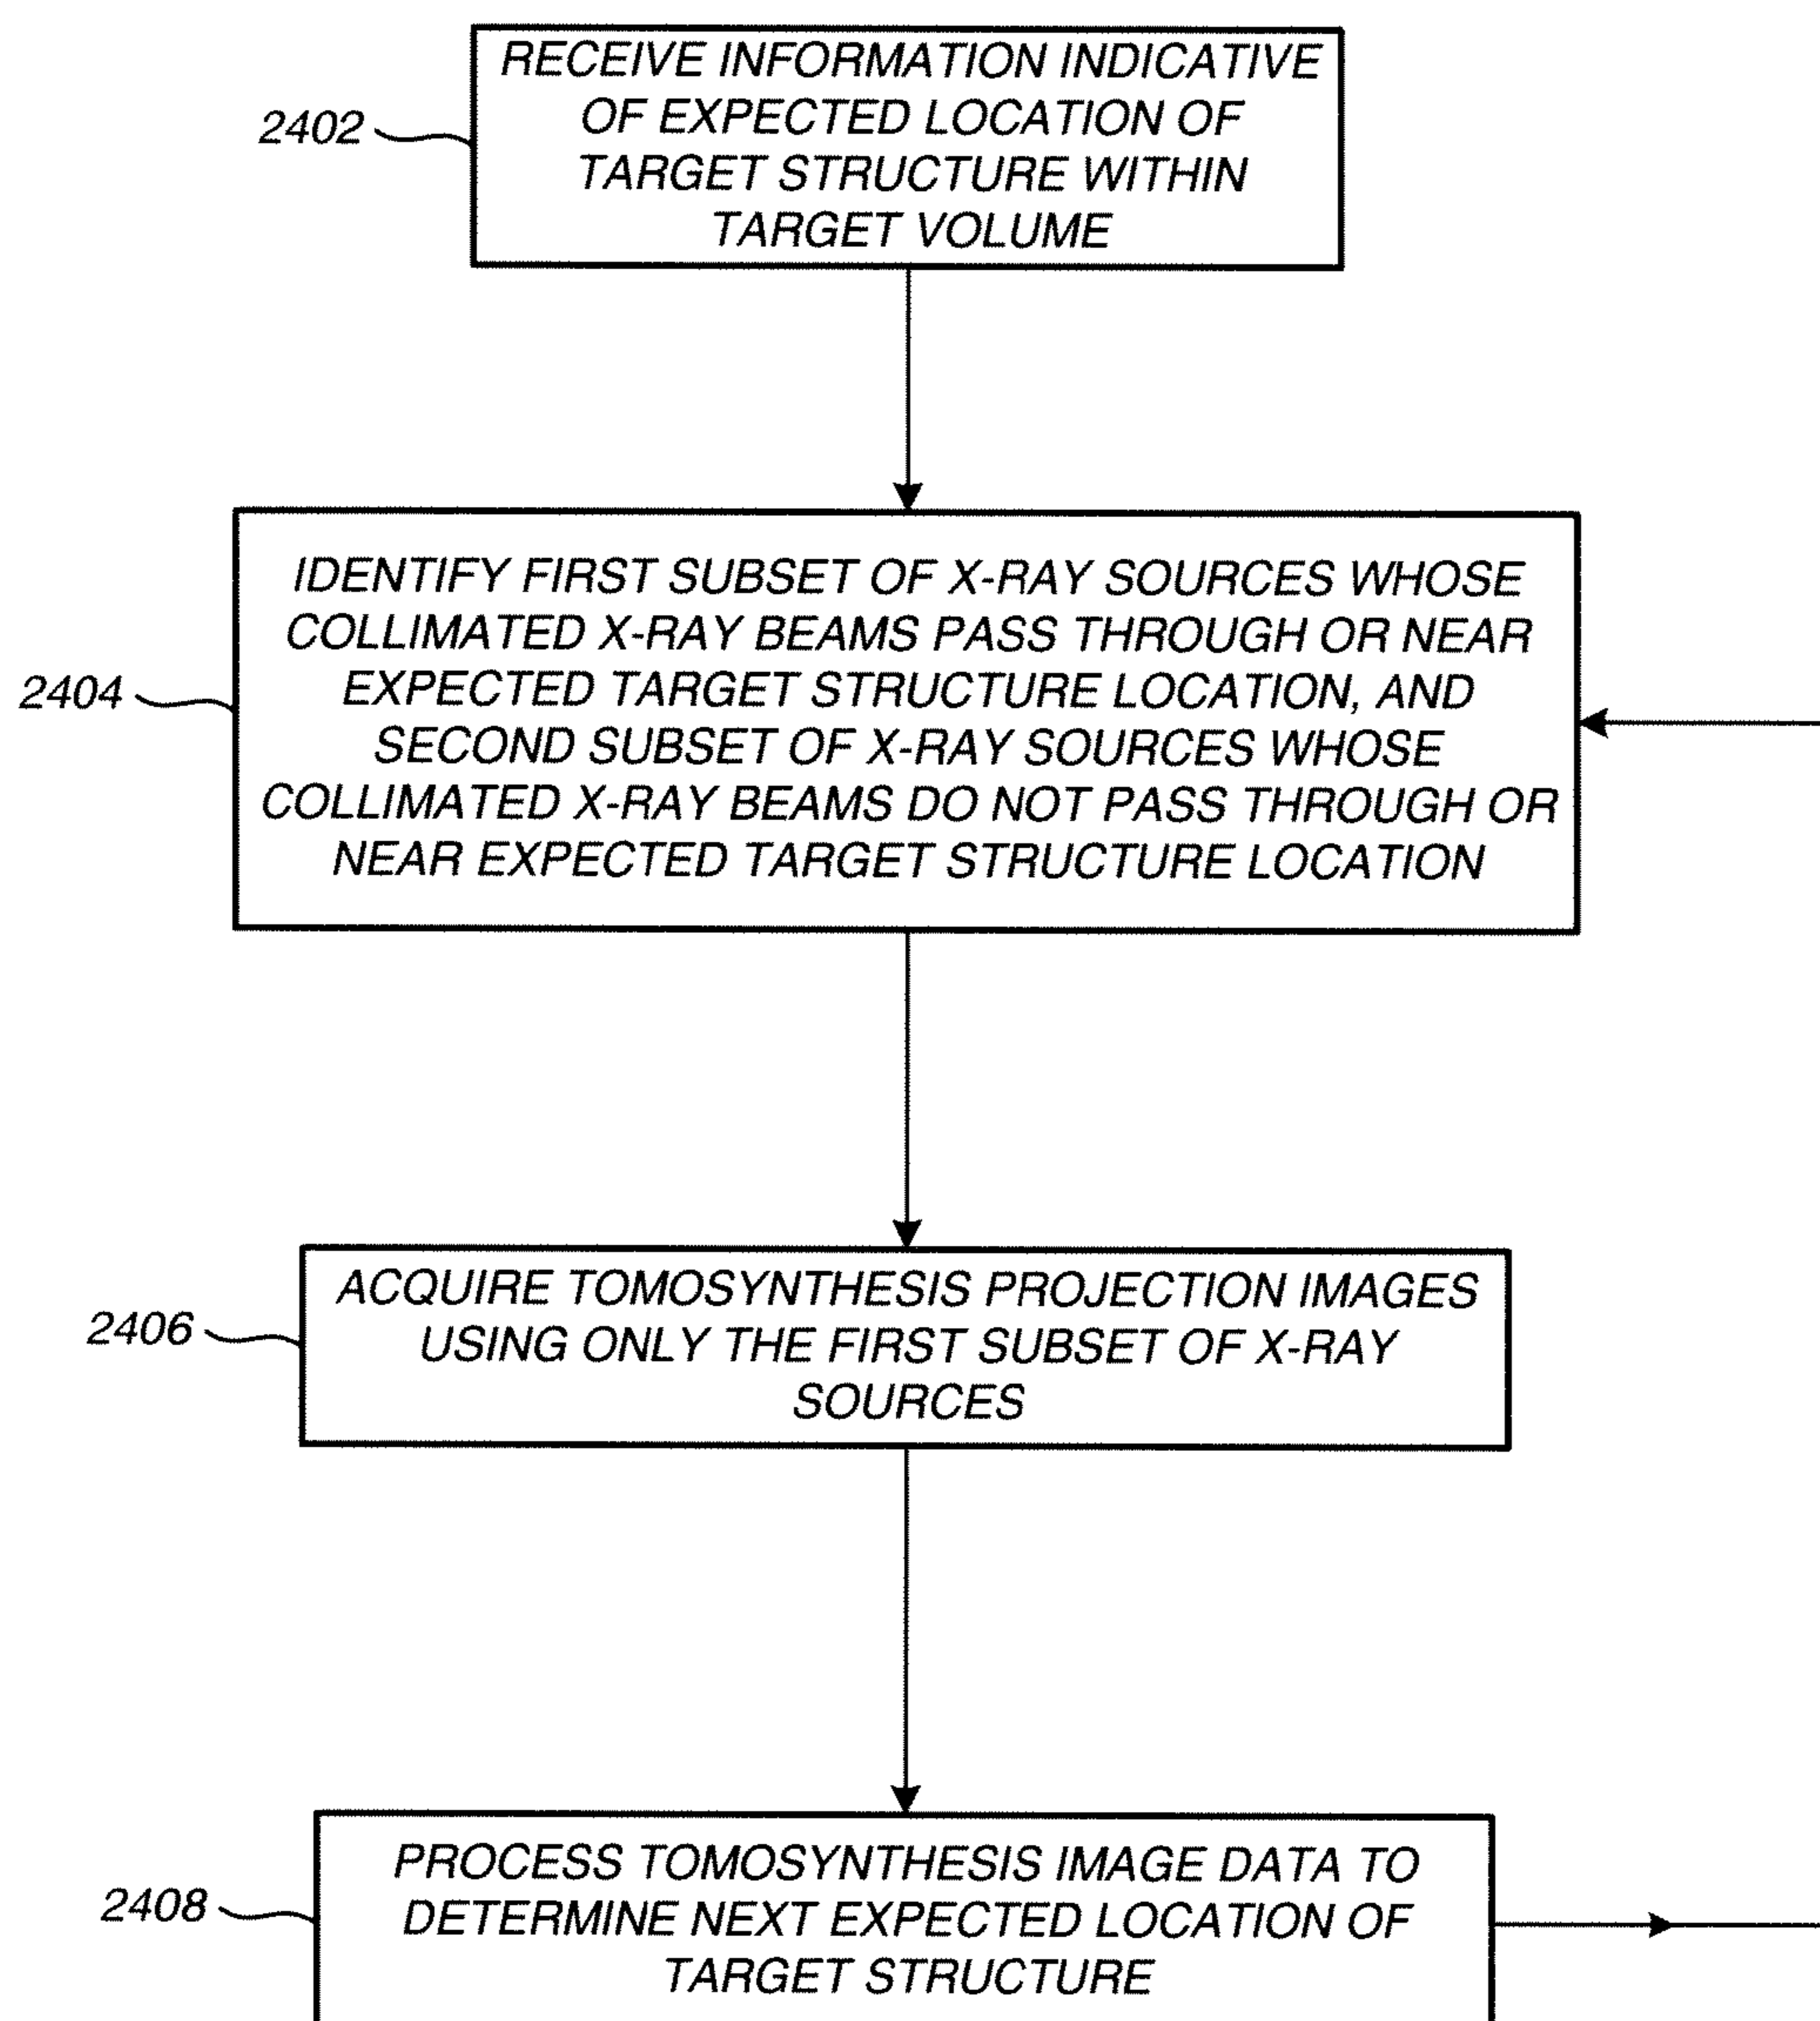 RECEIVE INFORMATION INDICATIVE
OF EXPECTED LOCATION OF
TARGET STRUCTURE WITHIN
TARGET VOLUME
2402
IDENTIFY FIRST SUBSET OF X-RAY SOURCES WHOSE
COLLIMATED X-RAY BEAMS PASS THROUGH OR NEAR
EXPECTED TARGET STRUCTURE LOCATION, AND
SECOND SUBSET OF X-RAY SOURCES WHOSE
COLLIMATED X-RAY BEAMS DO NOT PASS THROUGH OR
NEAR EXPECTED TARGET STRUCTURE LOCATION
2404
ACQUIRE TOMOSYNTHESIS PROJECTION IMAGES
USING ONLY THE FIRST SUBSET OF X-RAY
SOURCES
2406
PROCESS TOMOSYNTHESIS IMAGE DATA TO
DETERMINE NEXT EXPECTED LOCATION OF
TARGET STRUCTURE
2408